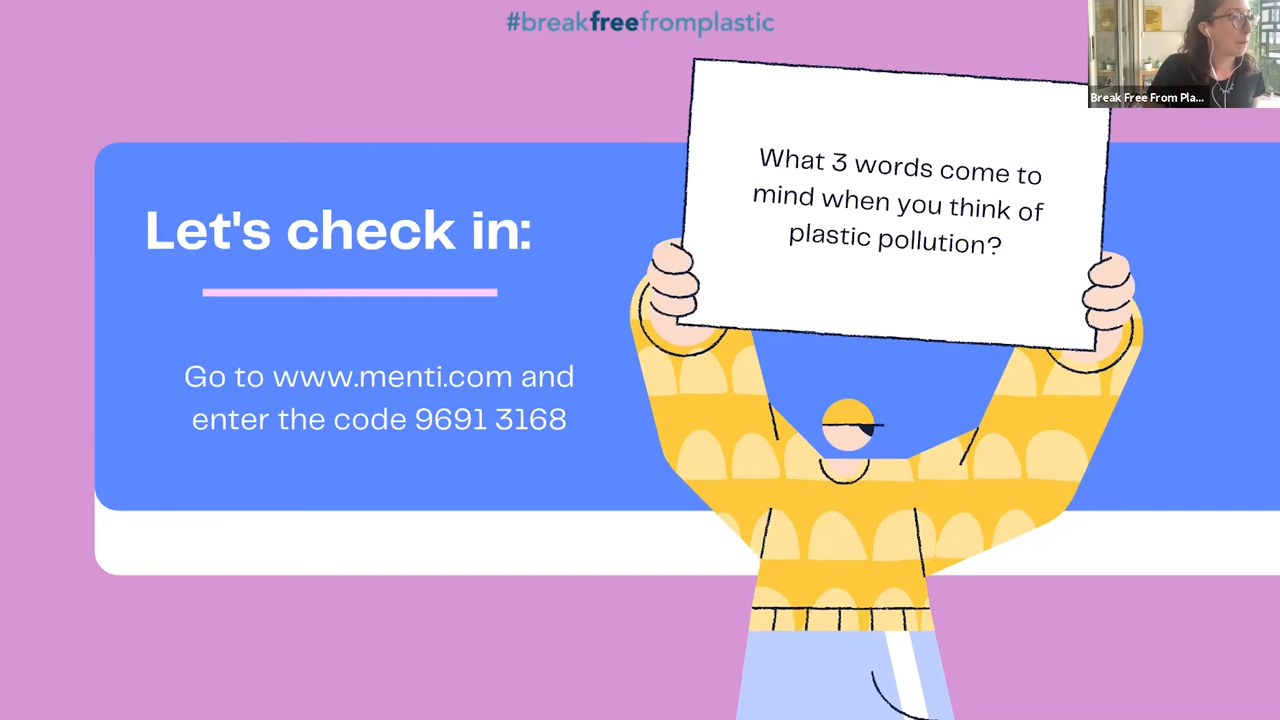 #breakfreefromplastic
Break Free From Pla...
What 3 words come to
mind when you think of
plastic pollution?
Let's check in:
Go to www.menti.com and
enter the code 9691 3168